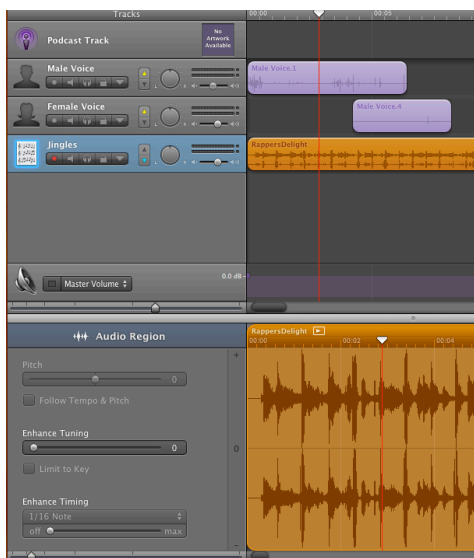 Tracks
00:00
00:05
Podcast Track
No
Artwork
Available
Male Voice
Male Voice.1
Female Voice
Male Voice.4
Jingles
RappersDelight
Master Volume
0.0 dB
Audio Region
RappersDelight
00:00
00:02
00:04
Pitch
0
Follow Tempo & Pitch
Enhance Tuning
0
0
Limit to Key
Enhance Timing
1/16 Note
off
max